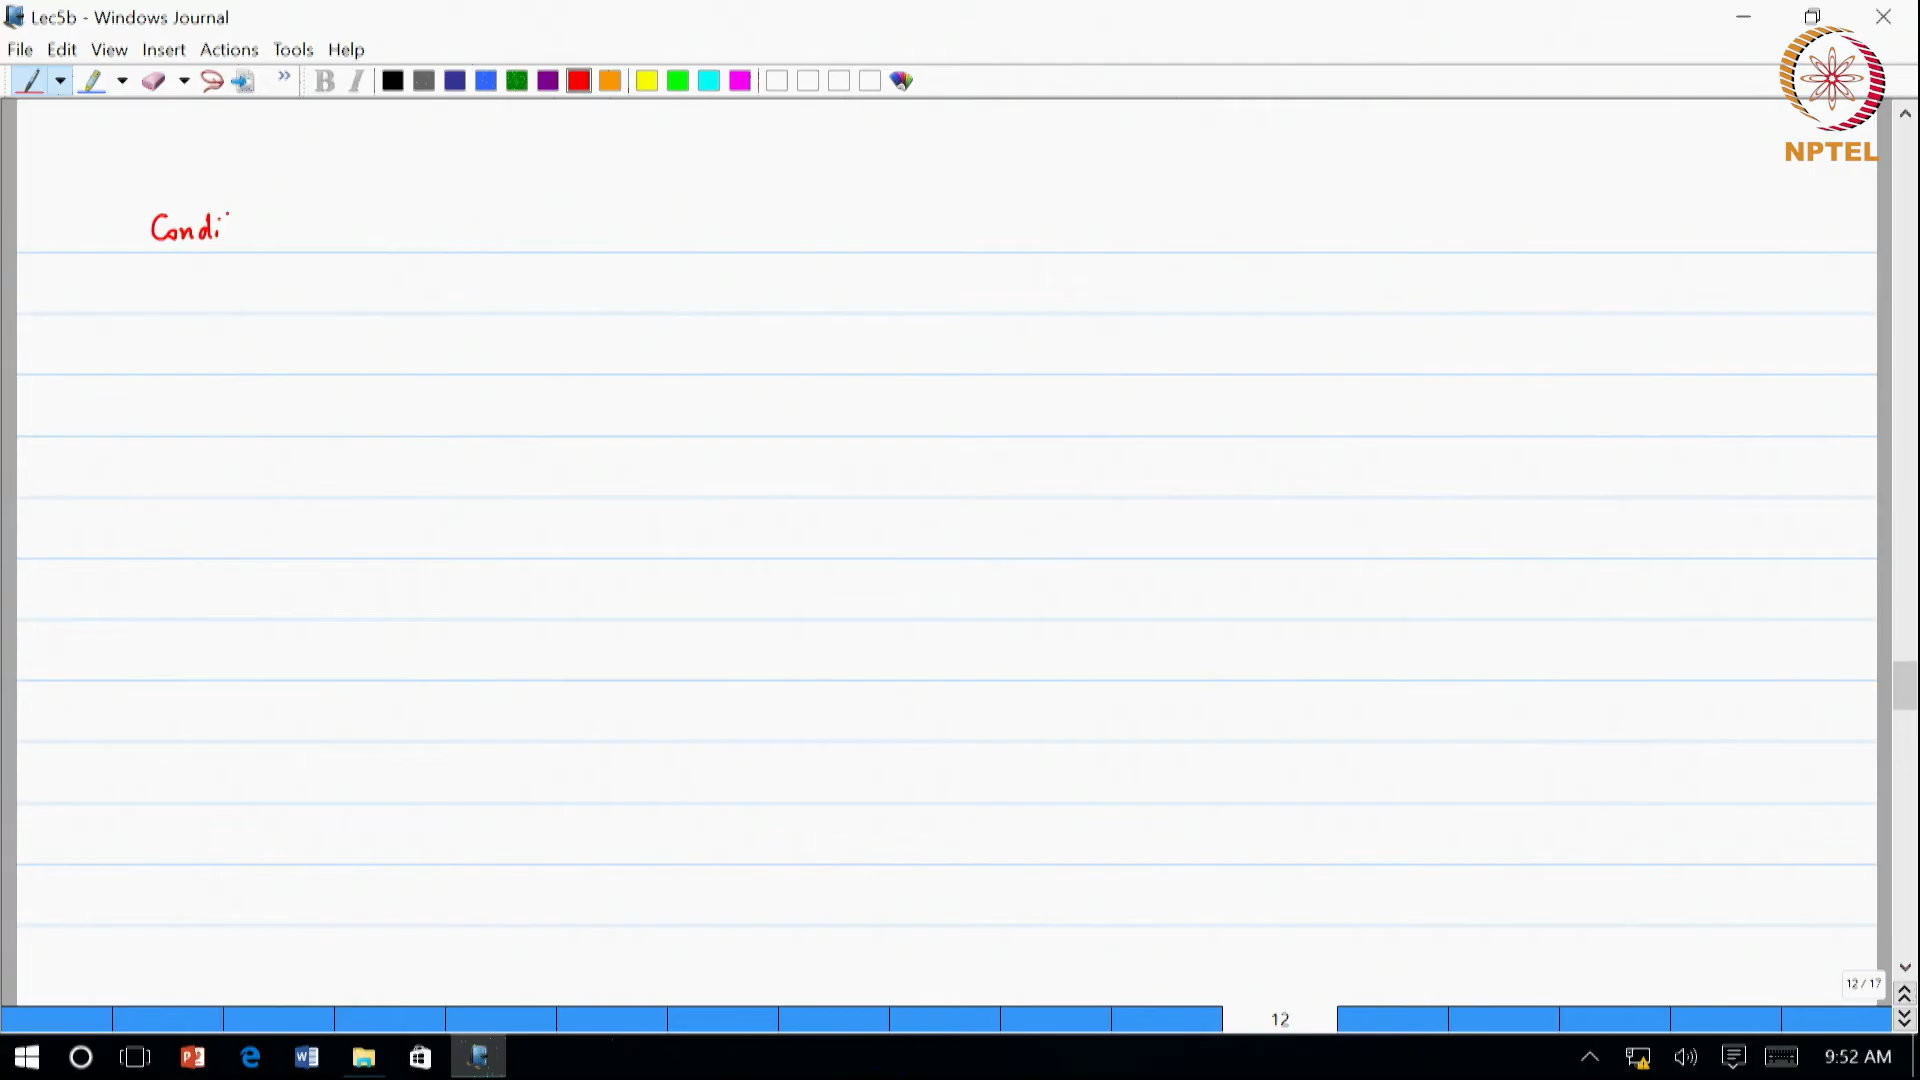 Lec5b - Windows Journal
File Edit View Insert Actions Tools Help
B I
NPTEL
Condi
12 / 17
12
9:52 AM